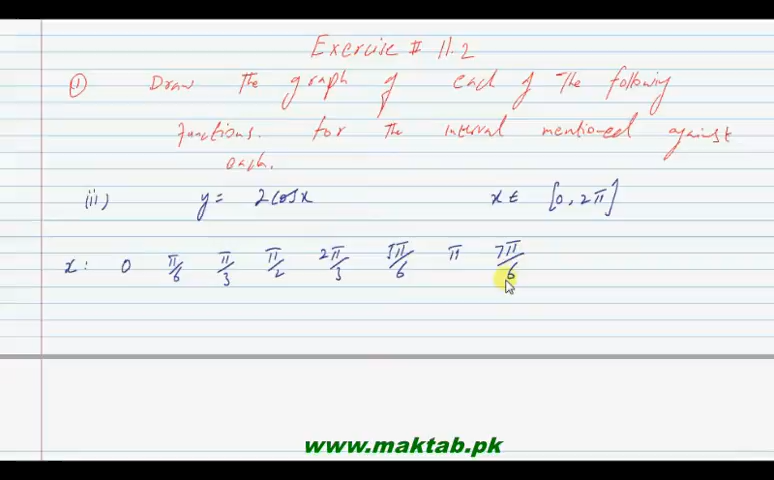 Exercise # 11.2
① Draw the graph of each of the following
functions. for the interval mentioned against
each.
(ii) y = 2cosx x ∈ [0, 2π]
x: 0 π/6 π/3 π/2 2π/3 5π/6 π 7π/6
www.maktab.pk